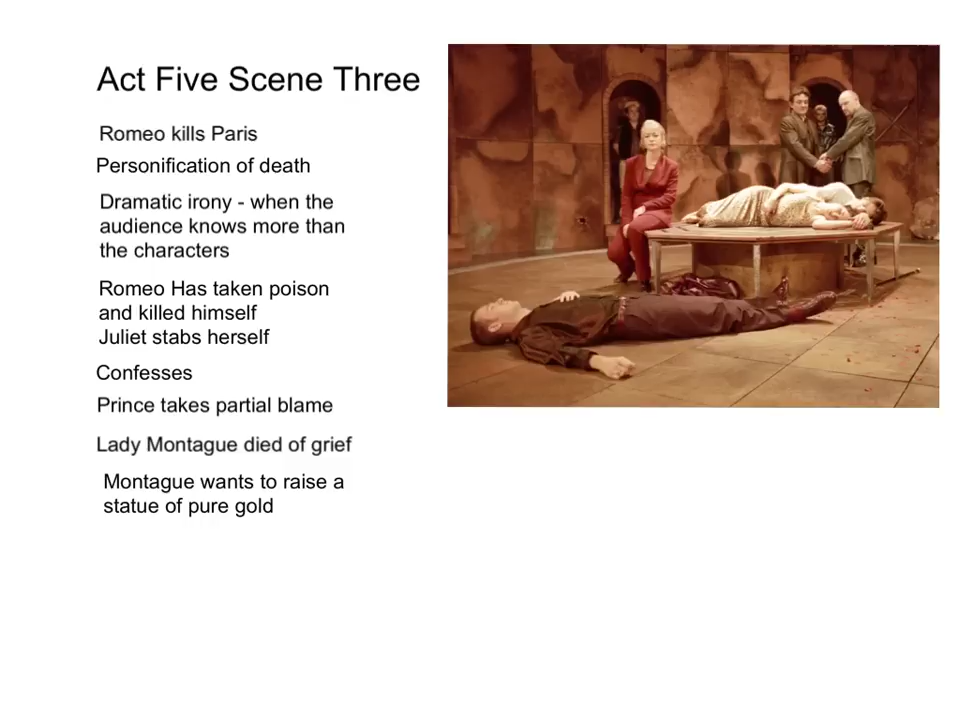 Act Five Scene Three
Romeo kills Paris
Personification of death
Dramatic irony - when the
audience knows more than
the characters
Romeo Has taken poison
and killed himself
Juliet stabs herself
Confesses
Prince takes partial blame
Lady Montague died of grief
Montague wants to raise a
statue of pure gold